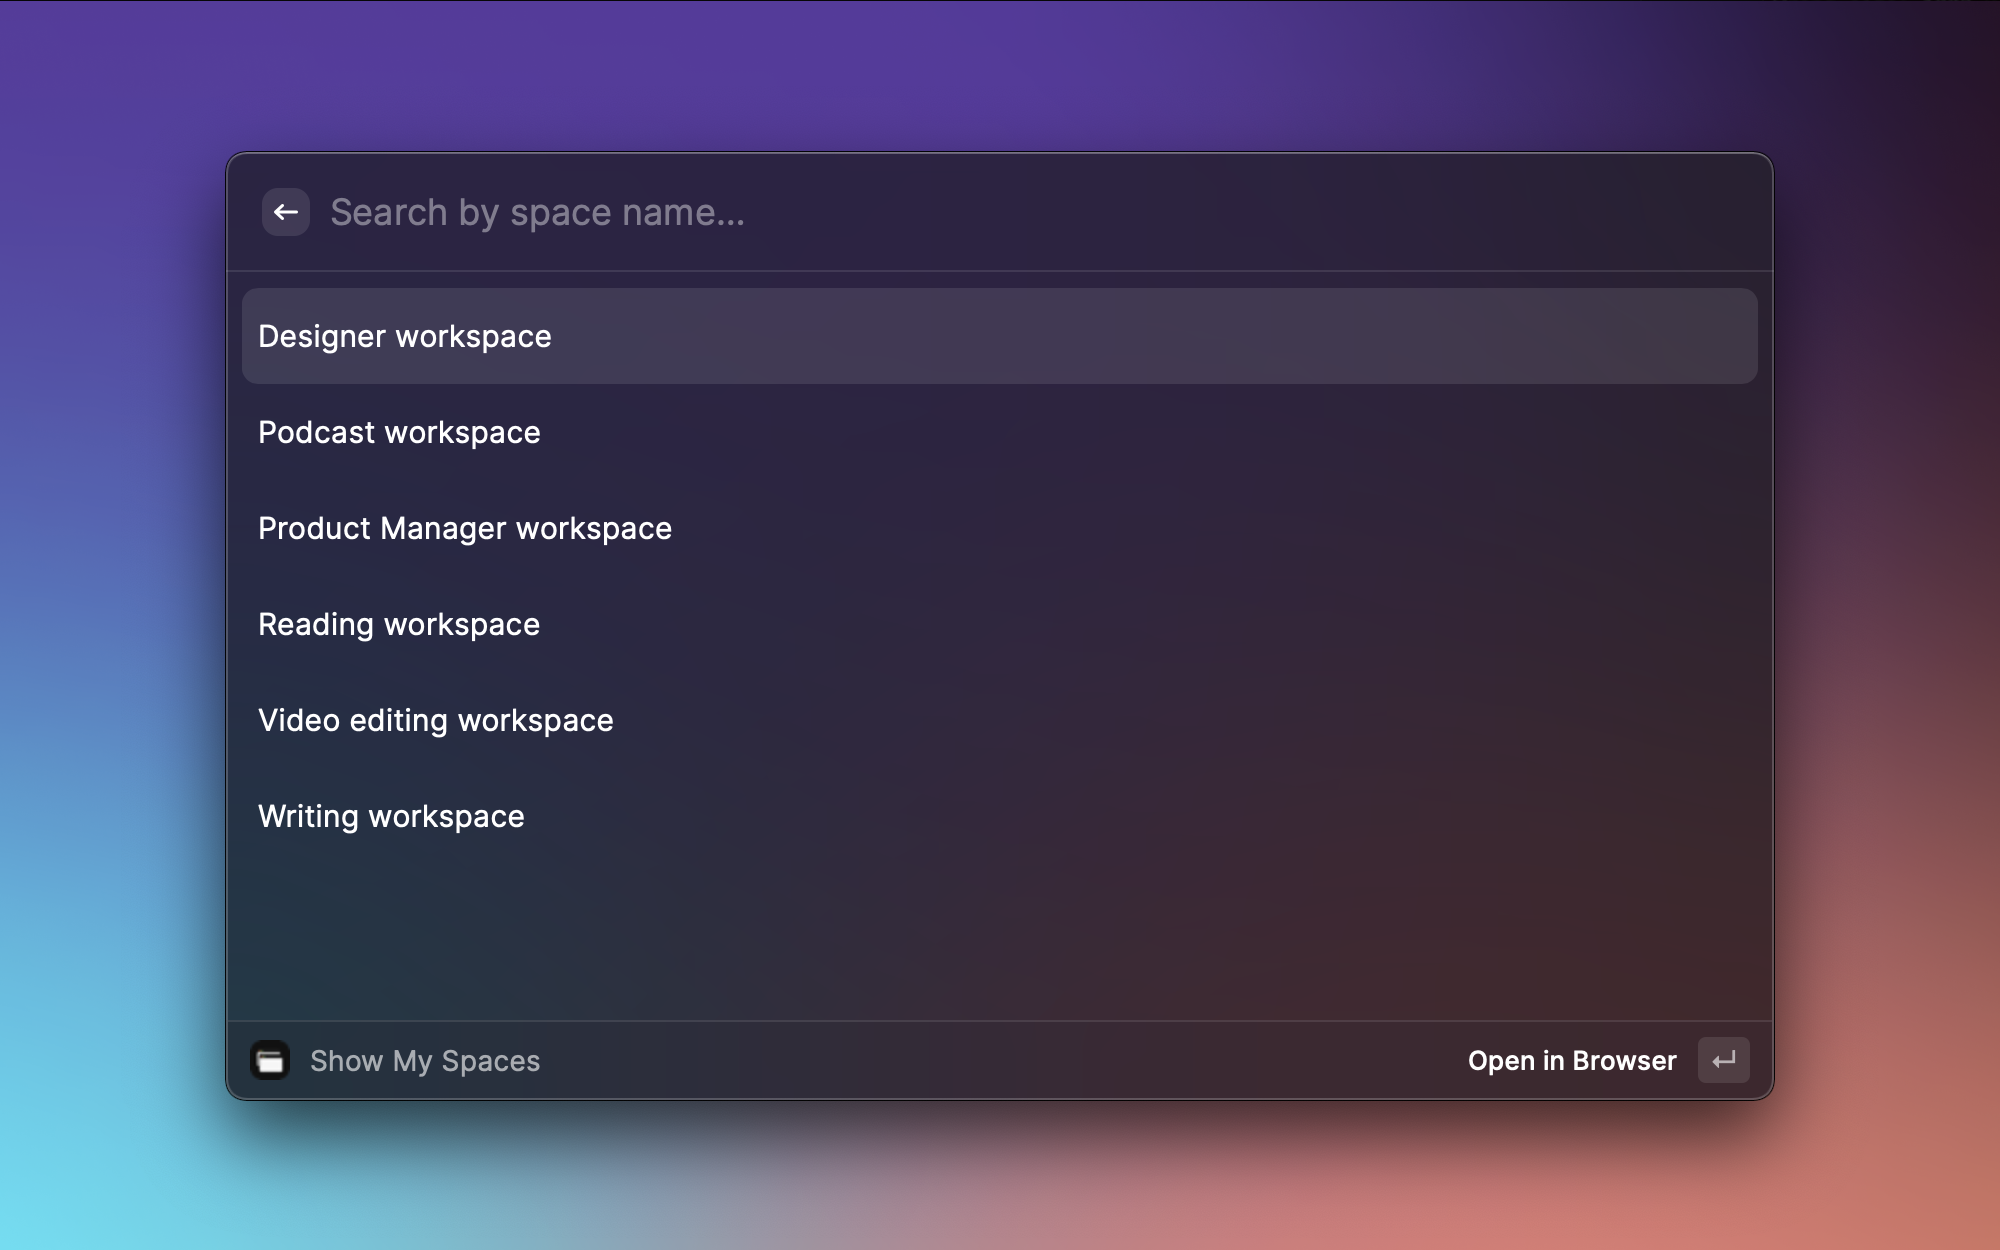 Search by space name...
Designer workspace
Podcast workspace
Product Manager workspace
Reading workspace
Video editing workspace
Writing workspace
Show My Spaces
Open in Browser